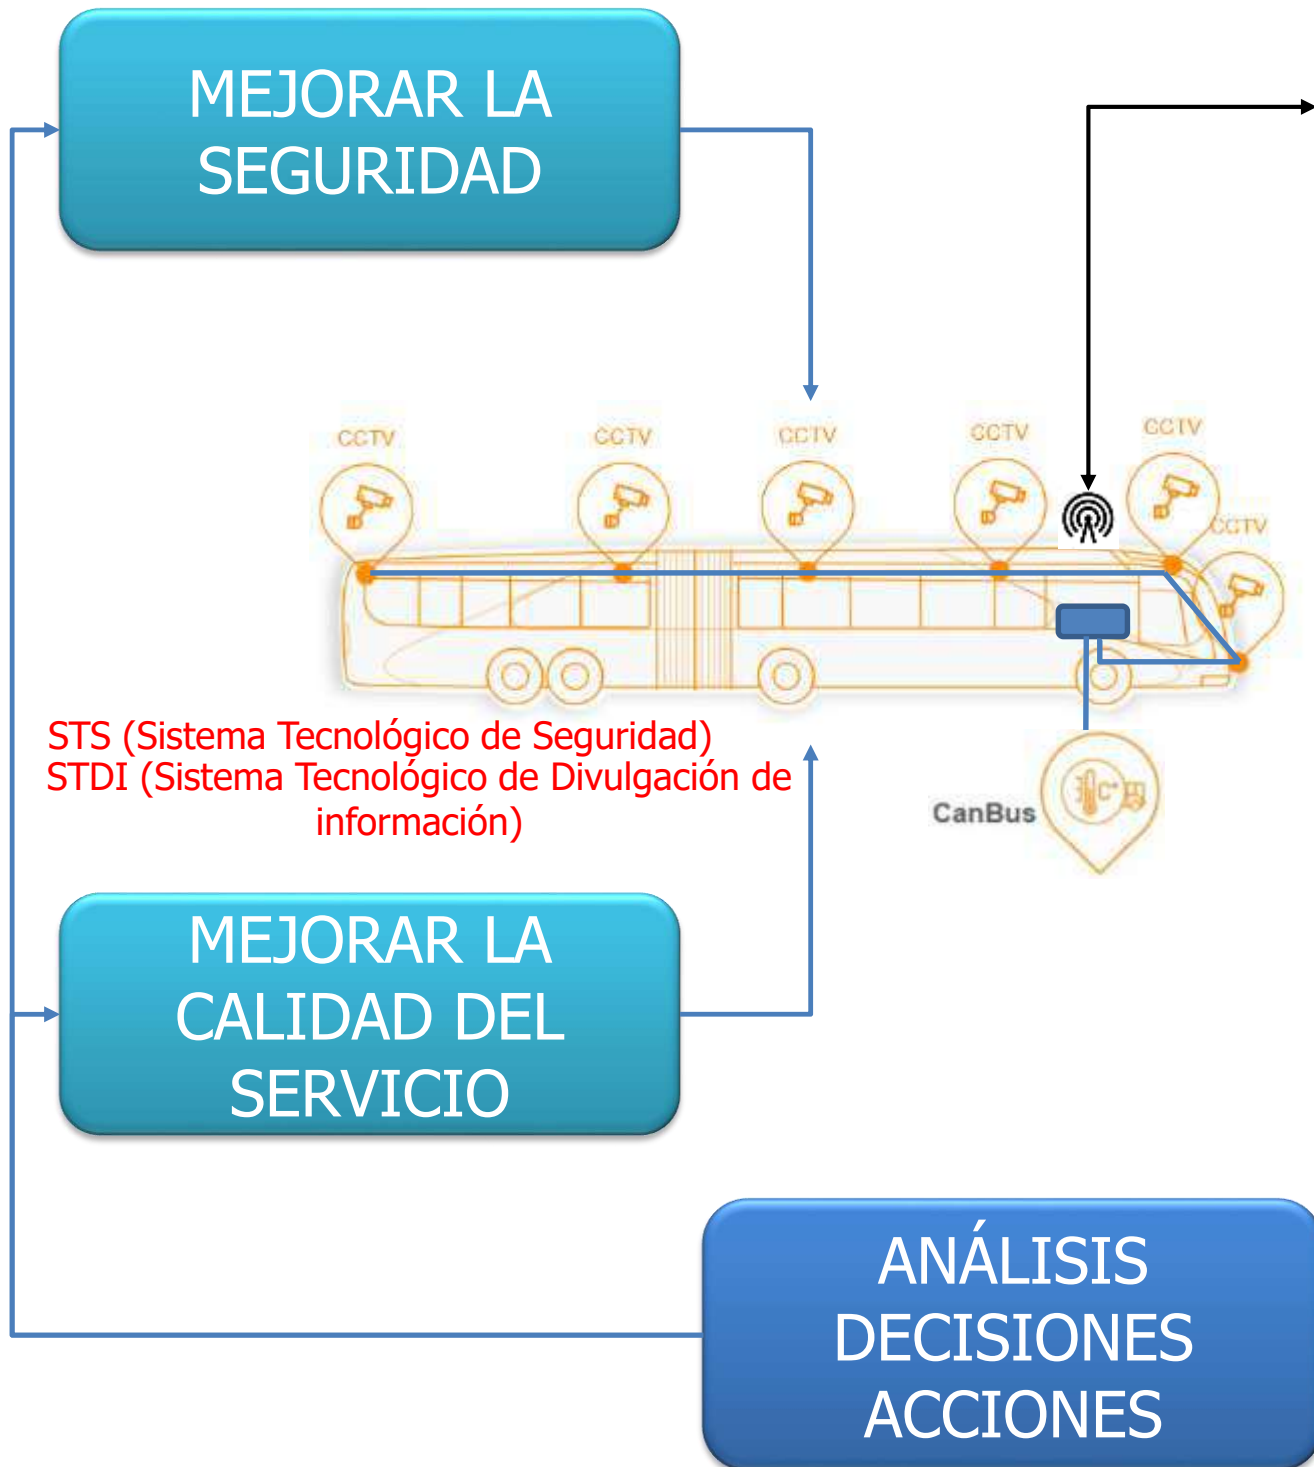 MEJORAR LA
SEGURIDAD
CCTV
CCTV
CCTV
CCTV
CCTV
CCTV
STS (Sistema Tecnológico de Seguridad)
STDI (Sistema Tecnológico de Divulgación de
información)
C°
CanBus
MEJORAR LA
CALIDAD DEL
SERVICIO
ANÁLISIS
DECISIONES
ACCIONES